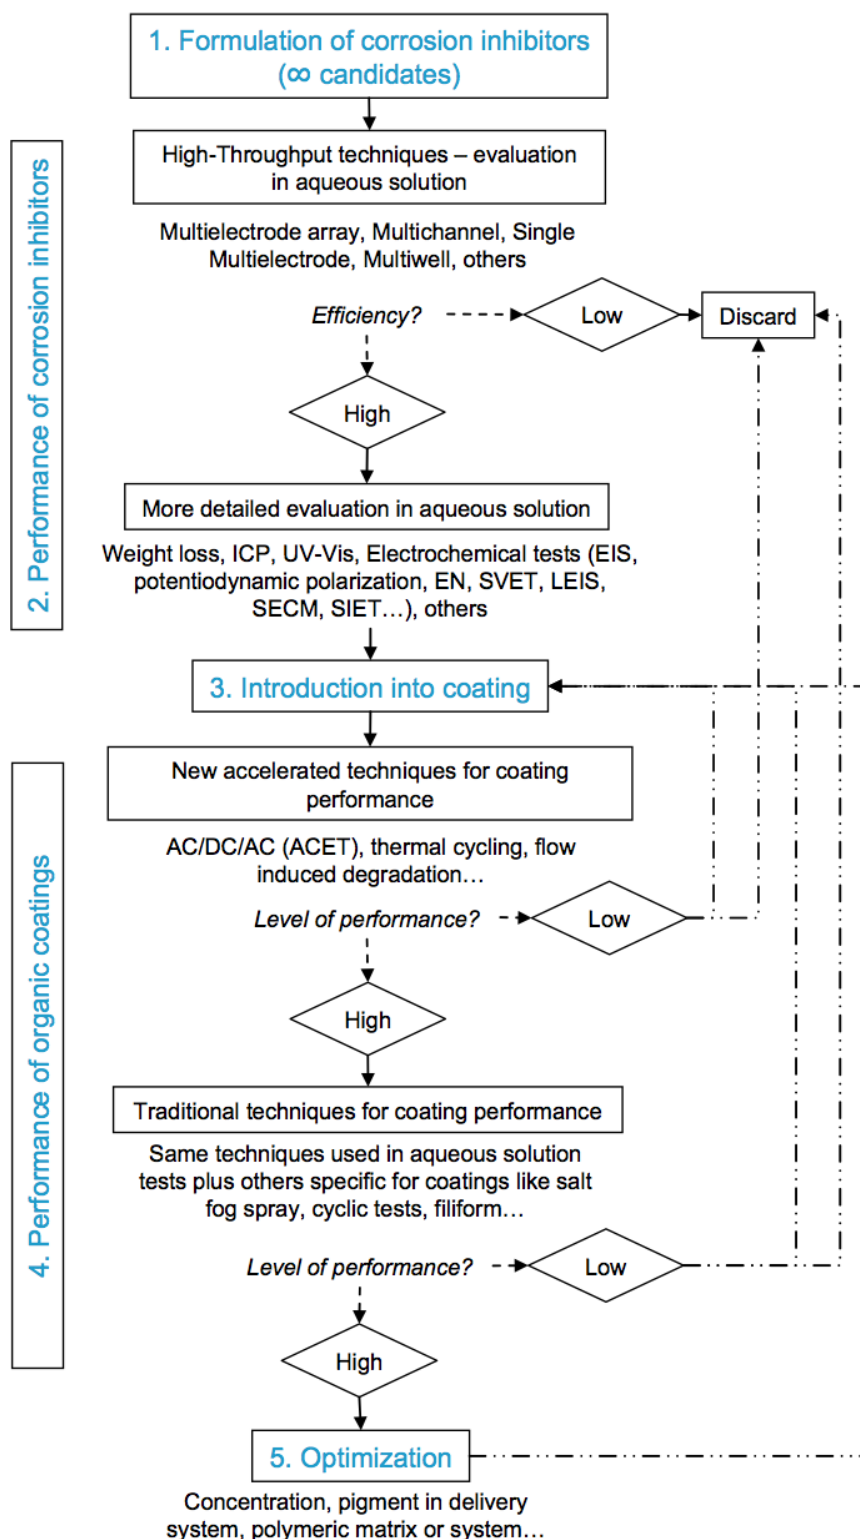 1. Formulation of corrosion inhibitors
(∞ candidates)
High-Throughput techniques – evaluation
in aqueous solution
Multielectrode array, Multichannel, Single
Multielectrode, Multiwell, others
Efficiency?
Low
Discard
High
More detailed evaluation in aqueous solution
Weight loss, ICP, UV-Vis, Electrochemical tests (EIS,
potentiodynamic polarization, EN, SVET, LEIS,
SECM, SIET...), others
2. Performance of corrosion inhibitors
3. Introduction into coating
New accelerated techniques for coating
performance
AC/DC/AC (ACET), thermal cycling, flow
induced degradation...
Level of performance?
Low
High
Traditional techniques for coating performance
Same techniques used in aqueous solution
tests plus others specific for coatings like salt
fog spray, cyclic tests, filiform...
Level of performance?
Low
High
4. Performance of organic coatings
5. Optimization
Concentration, pigment in delivery
system, polymeric matrix or system...